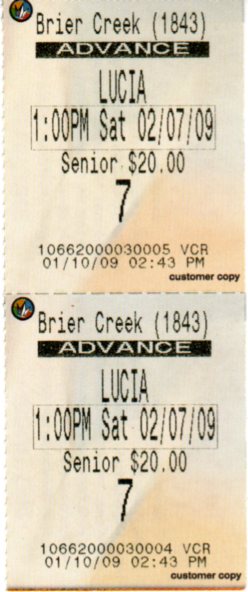 Brier Creek (1843)
ADVANCE
LUCIA
1:00PM Sat 02/07/09
Senior $20.00
7
10662000030005 VCR
01/10/09 02:43 PM
customer copy
Brier Creek (1843)
ADVANCE
LUCIA
1:00PM Sat 02/07/09
Senior $20.00
7
10662000030004 VCR
01/10/09 02:43 PM
customer copy